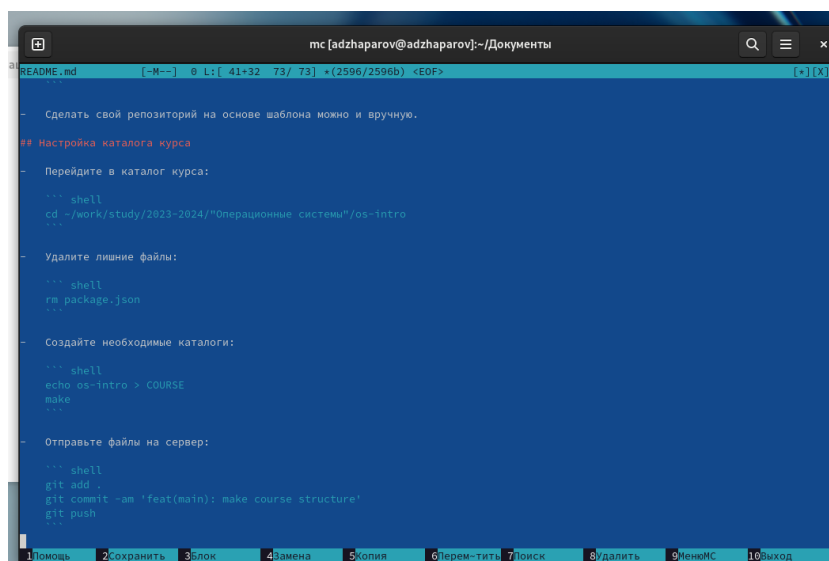 mc [adzhaparov@adzhaparov]:~/Документы
README.md [-M--] 0 L:[ 41+32 73/ 73] *(2596/2596b) <EOF> [*][X]
```
- Сделать свой репозиторий на основе шаблона можно и вручную.
## Настройка каталога курса
- Перейдите в каталог курса:
``` shell
cd ~/work/study/2023-2024/"Операционные системы"/os-intro
```
- Удалите лишние файлы:
``` shell
rm package.json
```
- Создайте необходимые каталоги:
``` shell
echo os-intro > COURSE
make
```
- Отправьте файлы на сервер:
``` shell
git add .
git commit -am 'feat(main): make course structure'
git push
```
1Помощь 2Сохранить 3Блок 4Замена 5Копия 6Перем~тить 7Поиск 8Удалить 9МенюMC 10Выход